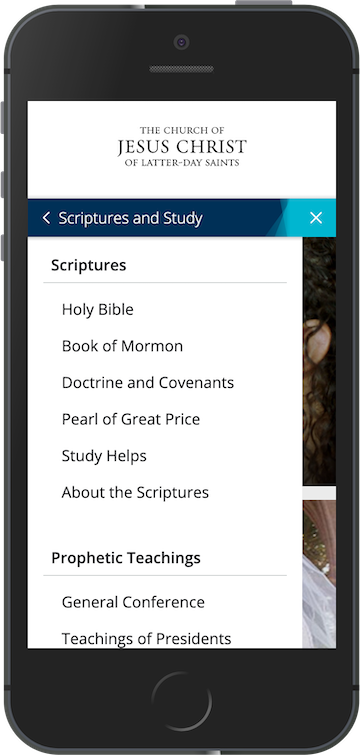 THE CHURCH OF
JESUS CHRIST
OF LATTER-DAY SAINTS
Scriptures and Study
Scriptures
Holy Bible
Book of Mormon
Doctrine and Covenants
Pearl of Great Price
Study Helps
About the Scriptures
Prophetic Teachings
General Conference
Teachings of Presidents